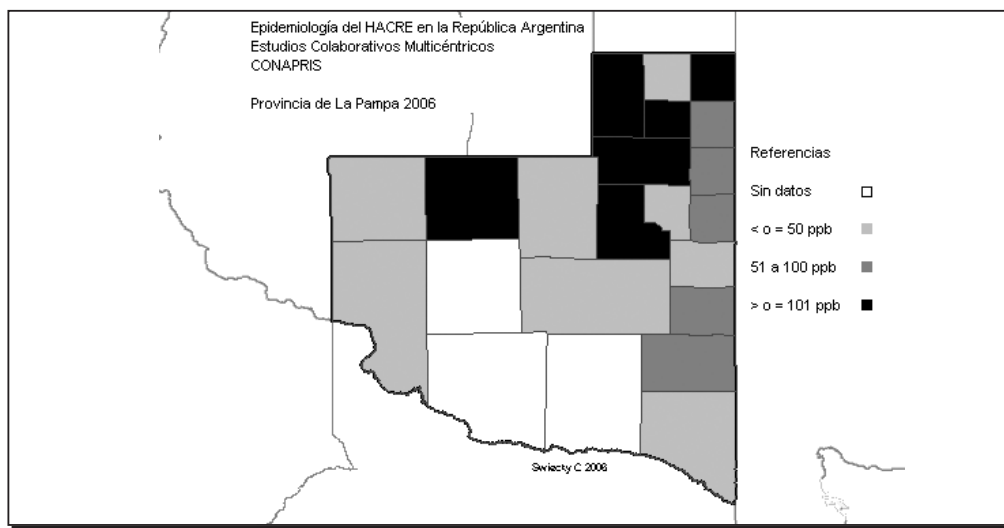 Epidemiología del HACRE en la República Argentina
Estudios Colaborativos Multicéntricos
CONAPRIS
Provincia de La Pampa 2006
Referencias
Sin datos
< o = 50 ppb
51 a 100 ppb
> o = 101 ppb
Swiecky C 2006